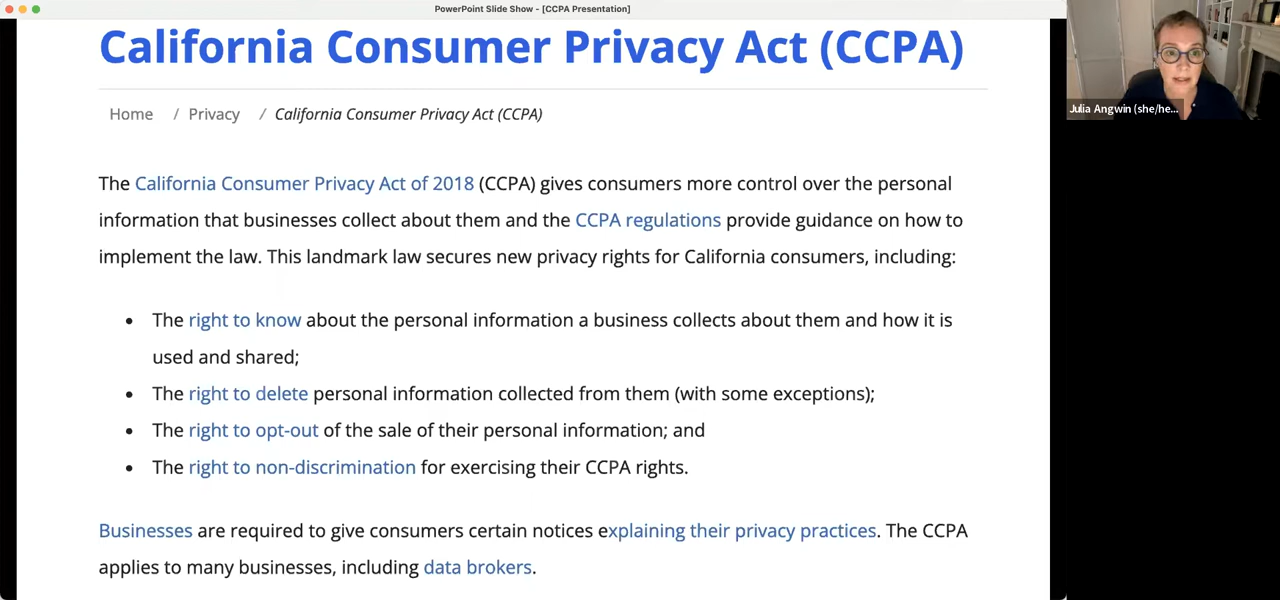 PowerPoint Slide Show - [CCPA Presentation]
California Consumer Privacy Act (CCPA)
Home / Privacy / California Consumer Privacy Act (CCPA)
Julia Angwin (she/he...
The California Consumer Privacy Act of 2018 (CCPA) gives consumers more control over the personal
information that businesses collect about them and the CCPA regulations provide guidance on how to
implement the law. This landmark law secures new privacy rights for California consumers, including:
• The right to know about the personal information a business collects about them and how it is
used and shared;
• The right to delete personal information collected from them (with some exceptions);
• The right to opt-out of the sale of their personal information; and
• The right to non-discrimination for exercising their CCPA rights.
Businesses are required to give consumers certain notices explaining their privacy practices. The CCPA
applies to many businesses, including data brokers.